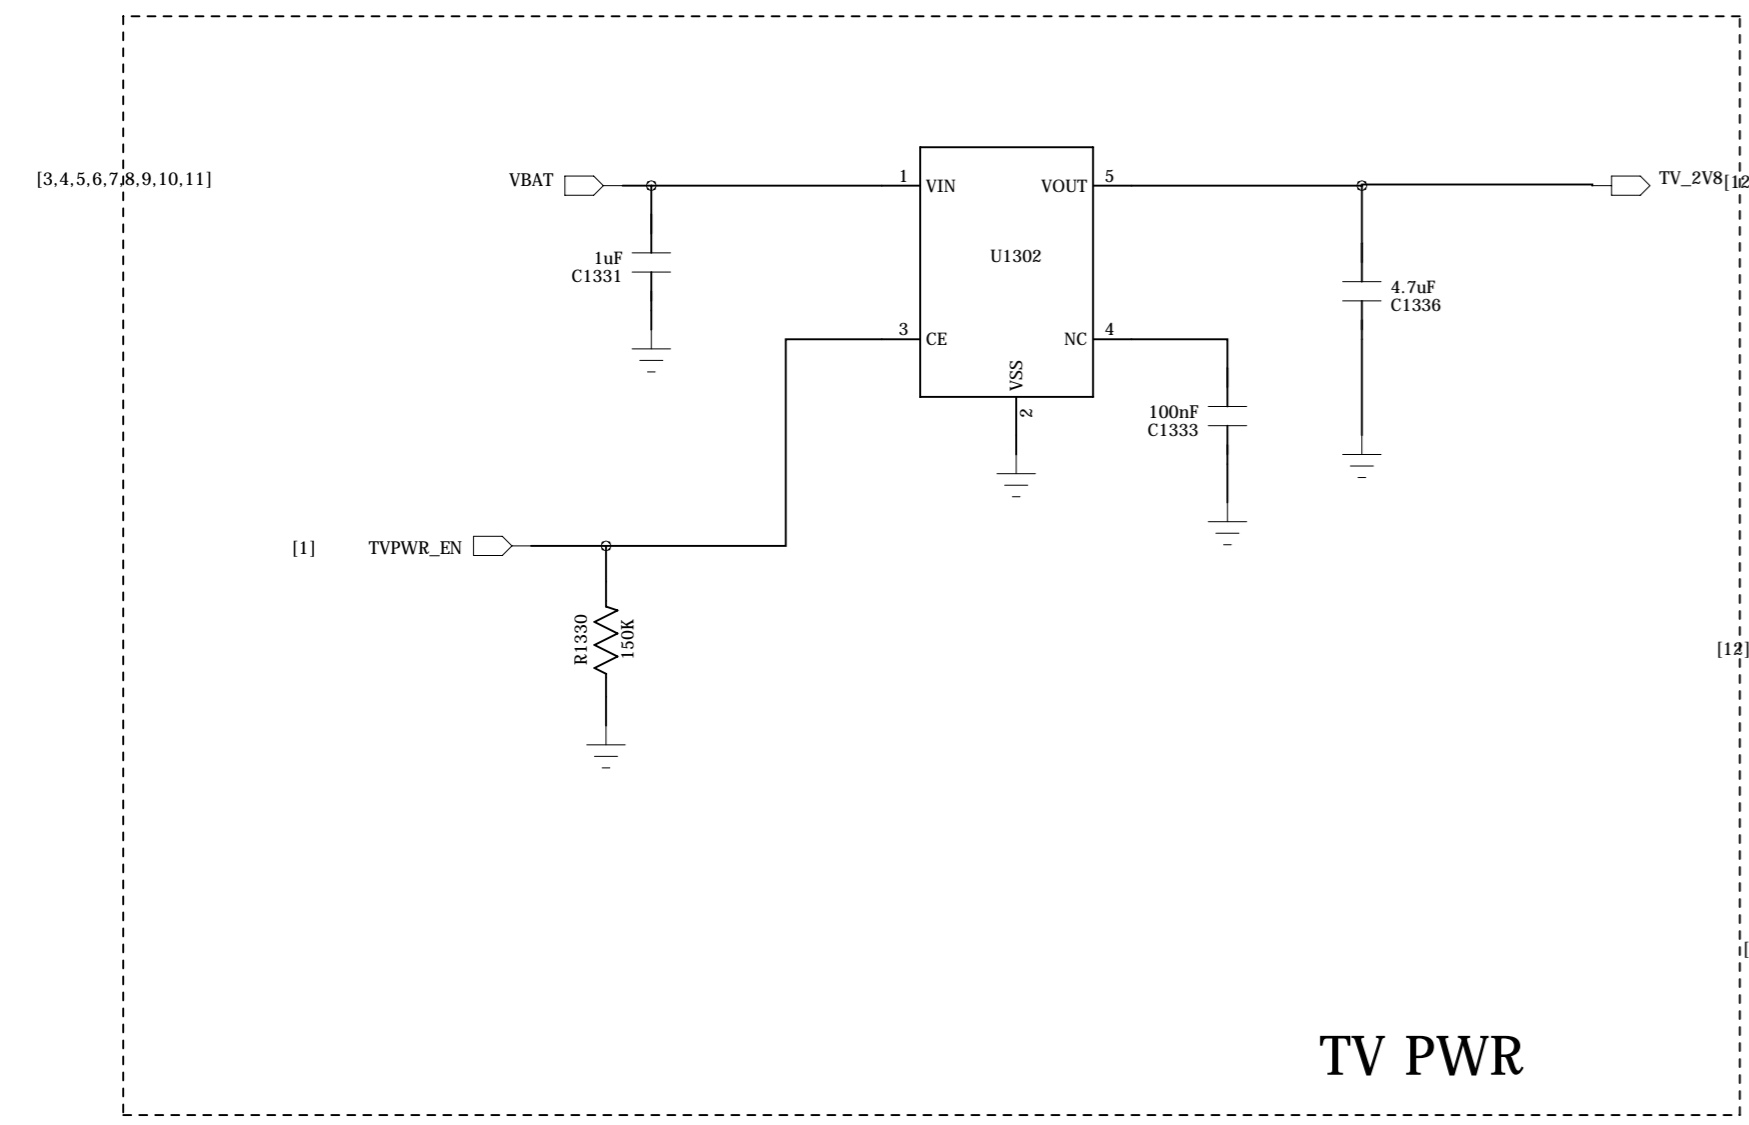 [3,4,5,6,7,8,9,10,11] VBAT 1 VIN VOUT 5 TV_2V8 [12
U1302
1uF
C1331
4.7uF
C1336
3 CE NC 4
VSS
2
100nF
C1333
[1] TVPWR_EN
R1330
150K
[12]
[
TV PWR